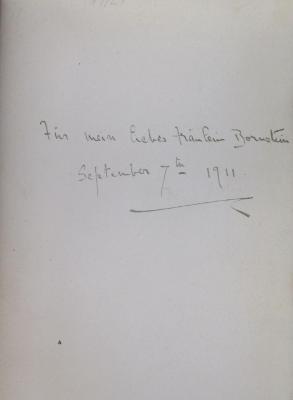 Für mein liebes Fräulein Bornstein
September 7th 1911